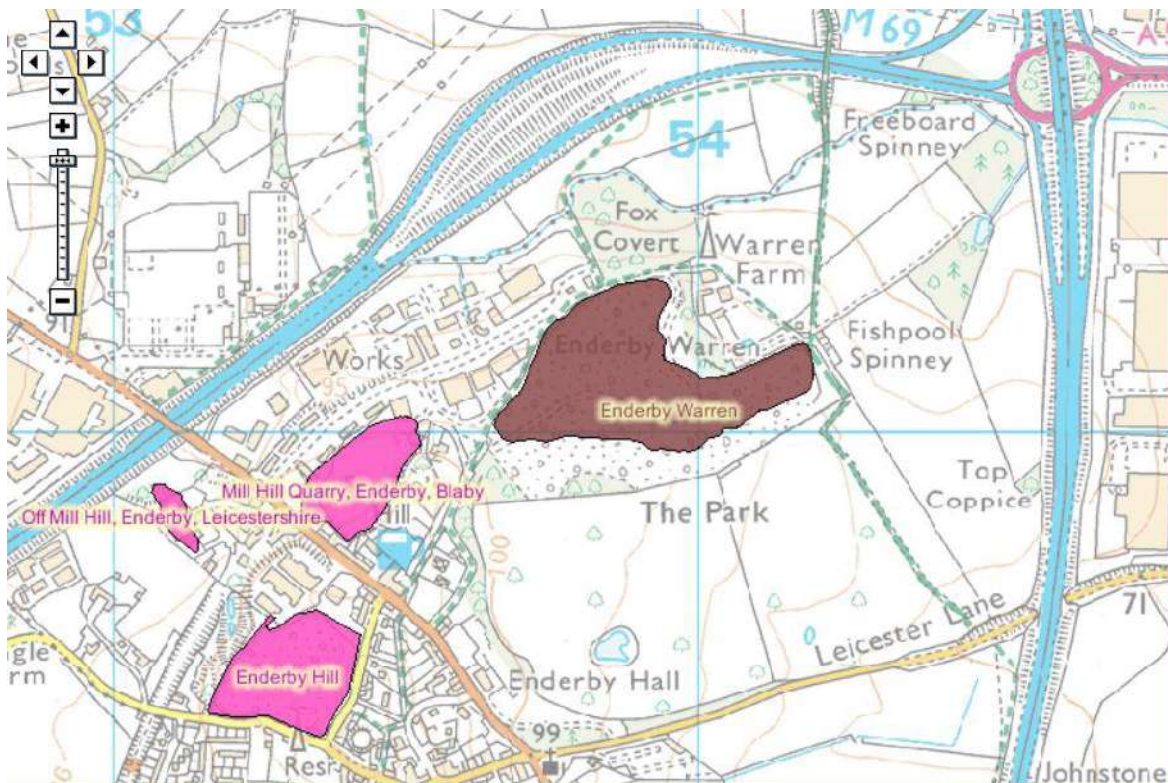 53
M 69
A
s
54
Freeboard
Spinney
Fox
Covert
Warren
Farm
91
Works
95
Enderby Warren
Fishpool
Spinney
Enderby Warren
Mill Hill Quarry, Enderby, Blaby
Off Mill Hill, Enderby, Leicestershire
Hill
The Park
Top
Coppice
100
Leicester Lane
71
gle
rm
Enderby Hill
Enderby Hall
99
Johnstone